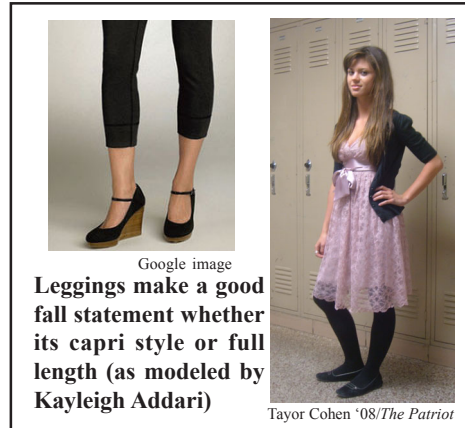 Google image
Leggings make a good
fall statement whether
its capri style or full
length (as modeled by
Kayleigh Addari)
Tayor Cohen ‘08/The Patriot